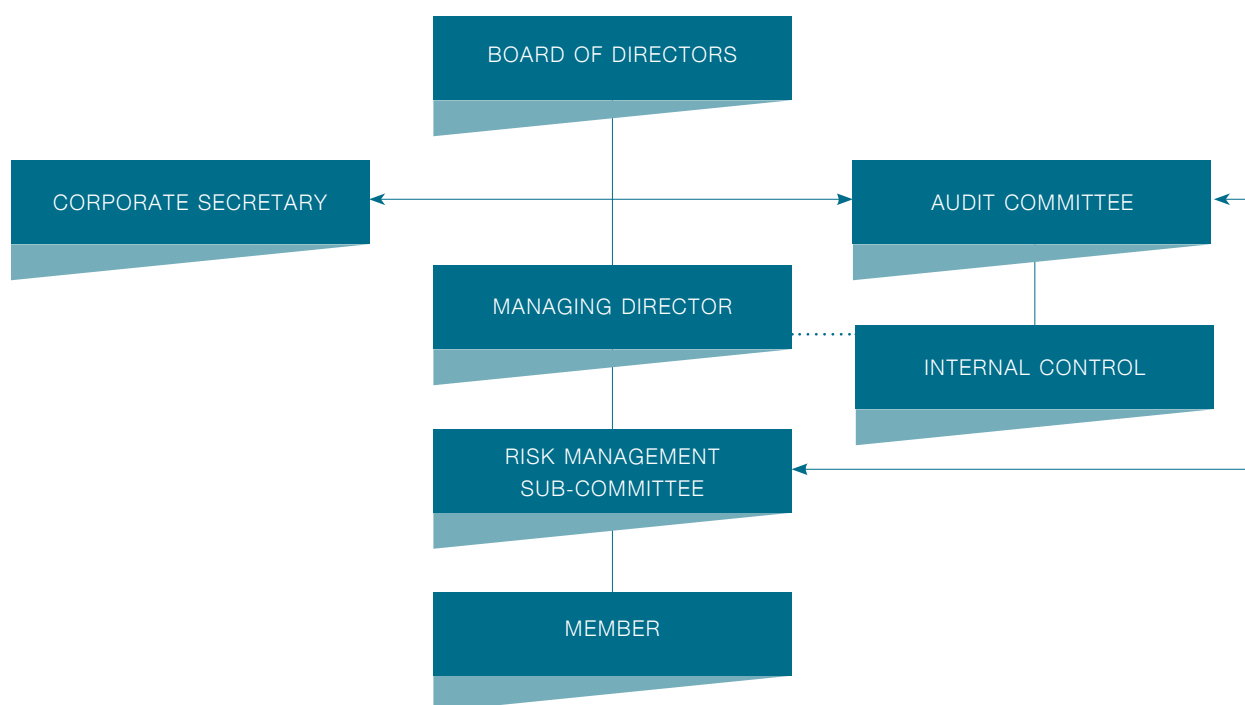 BOARD OF DIRECTORS
CORPORATE SECRETARY
AUDIT COMMITTEE
MANAGING DIRECTOR
INTERNAL CONTROL
RISK MANAGEMENT
SUB-COMMITTEE
MEMBER